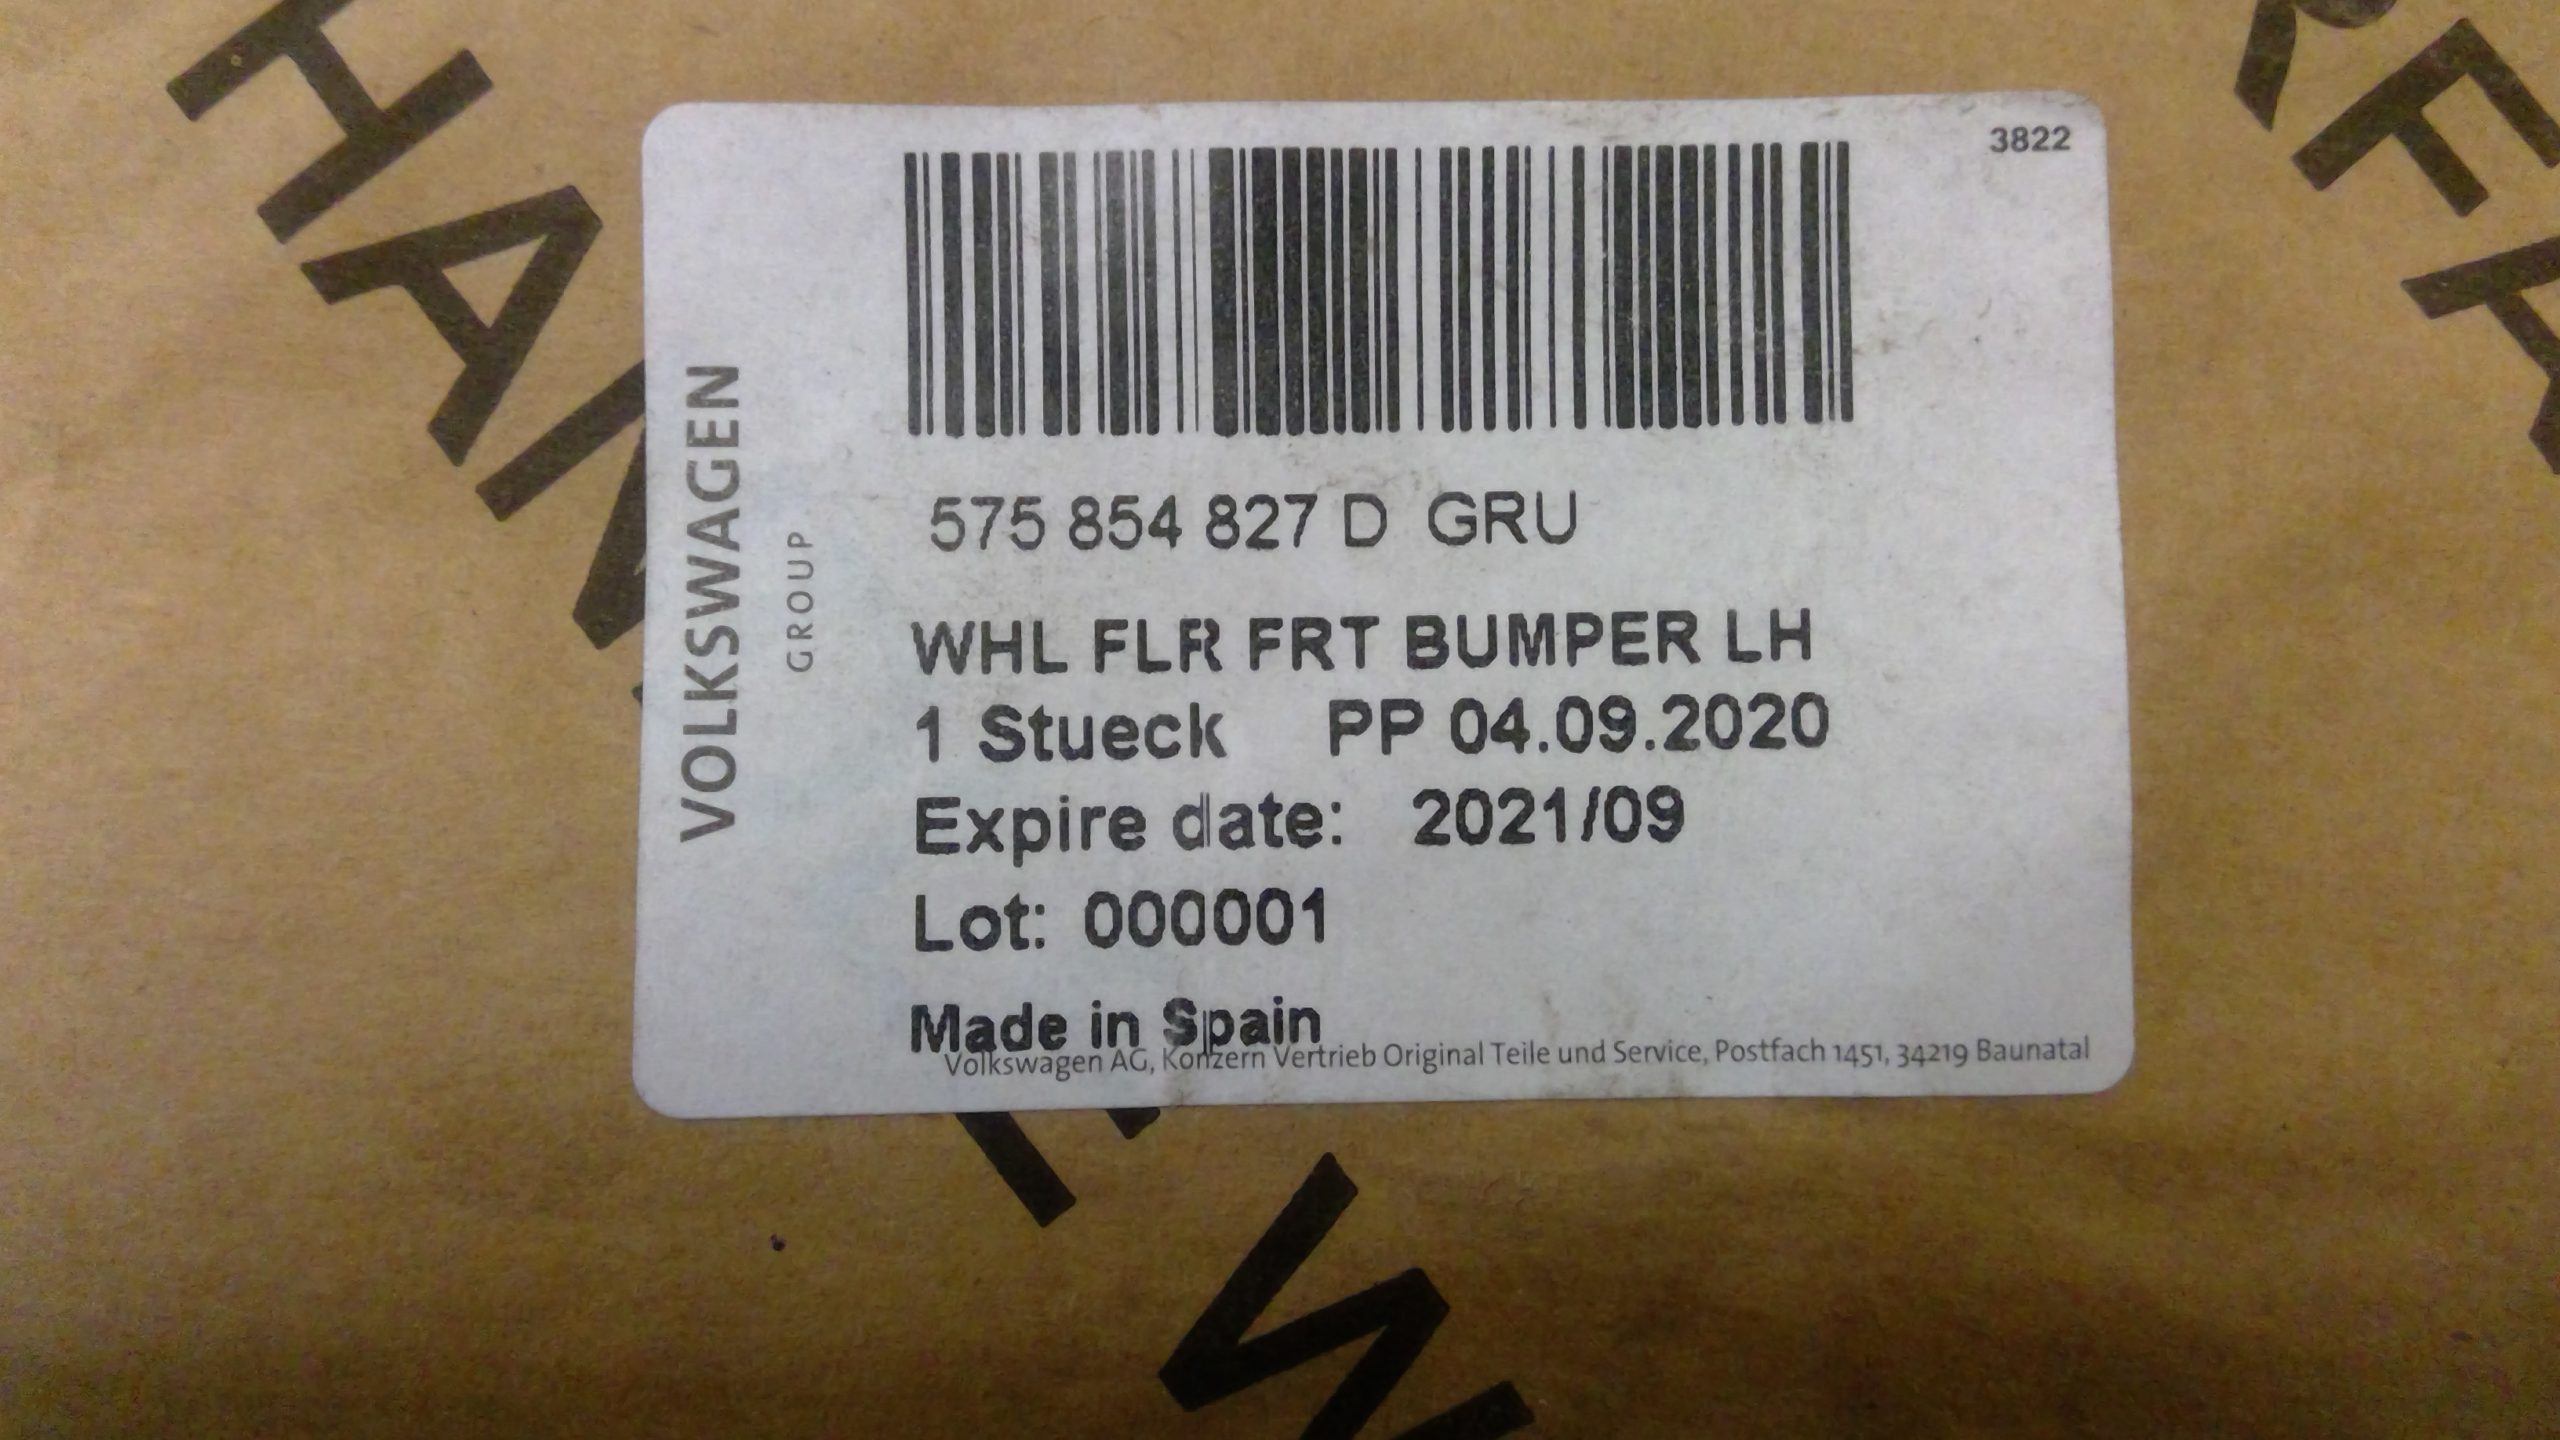 3822
575 854 827 D GRU
WHL FLR FRT BUMPER LH
1 Stueck PP 04.09.2020
Expire date: 2021/09
Lot: 000001
Made in Spain
Volkswagen AG, Konzern Vertrieb Original Teile und Service, Postfach 1451, 34219 Baunatal
VOLKSWAGEN
GROUP